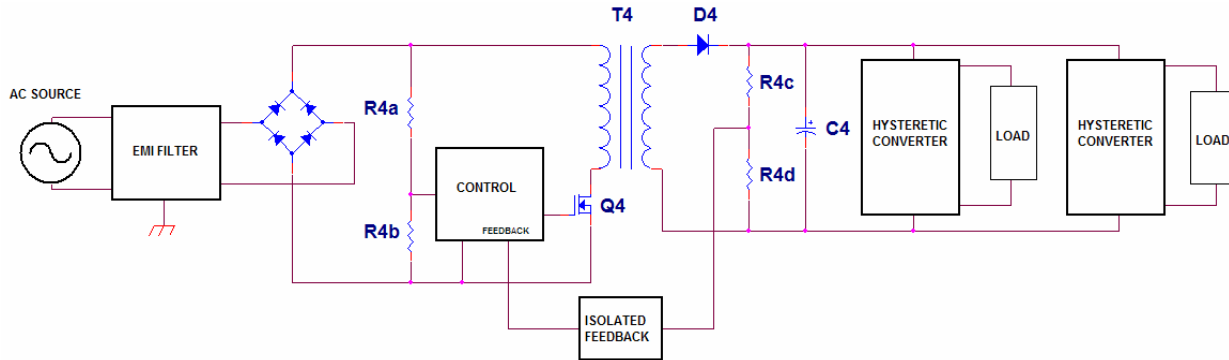 T4
D4
AC SOURCE
EMI FILTER
R4a
R4b
CONTROL
FEEDBACK
Q4
R4c
R4d
C4
HYSTERETIC
CONVERTER
LOAD
HYSTERETIC
CONVERTER
LOAD
ISOLATED
FEEDBACK